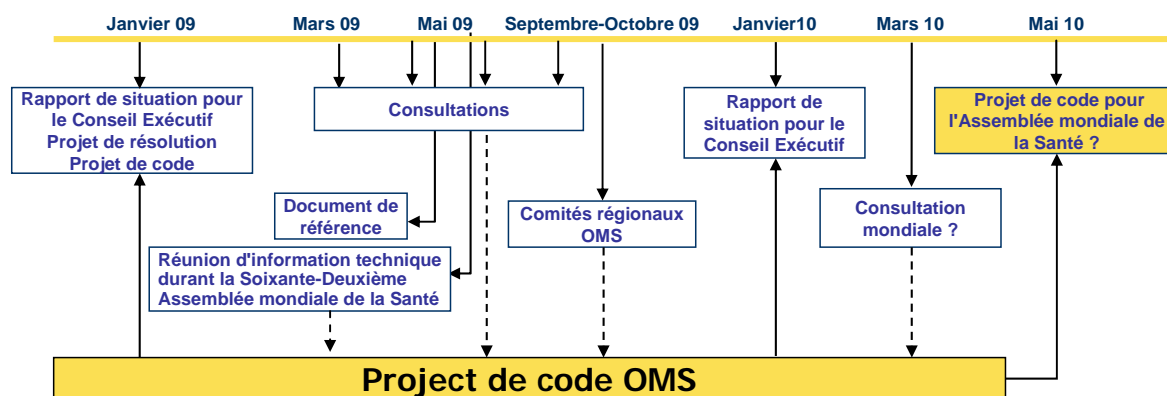 Janvier 09
Mars 09
Mai 09
Septembre-Octobre 09
Janvier10
Mars 10
Mai 10
Rapport de situation pour
le Conseil Exécutif
Projet de résolution
Projet de code
Consultations
Rapport de
situation pour le
Conseil Exécutif
Projet de code pour
l'Assemblée mondiale de
la Santé ?
Document de
référence
Comités régionaux
OMS
Consultation
mondiale ?
Réunion d'information technique
durant la Soixante-Deuxième
Assemblée mondiale de la Santé
Project de code OMS